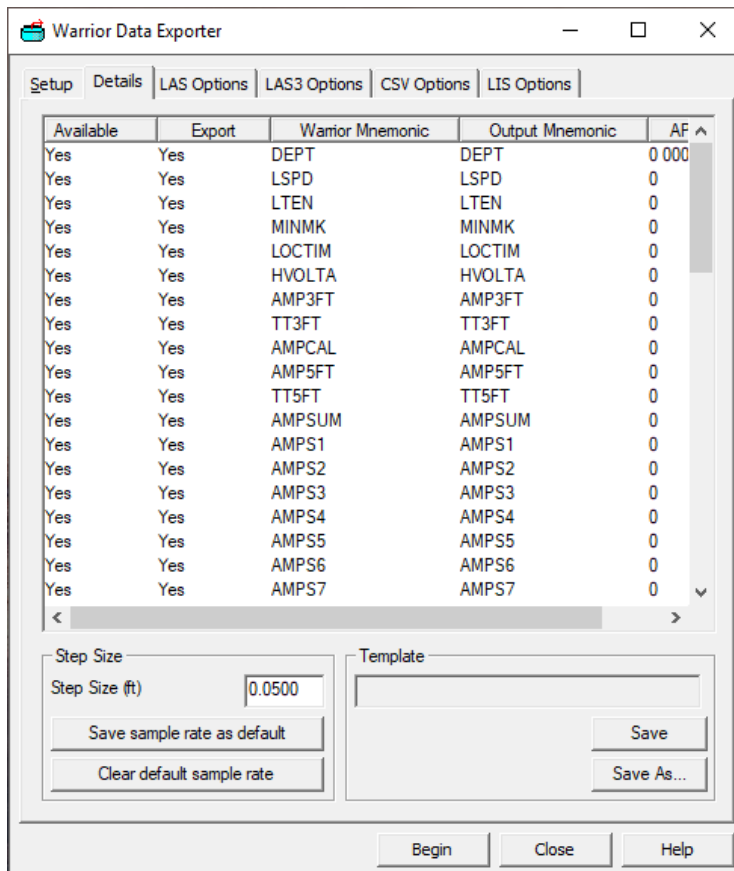 Warrior Data Exporter
Setup Details LAS Options LAS3 Options CSV Options LIS Options
Available Export Warrior Mnemonic Output Mnemonic AF
Yes Yes DEPT DEPT 0 000
Yes Yes LSPD LSPD 0
Yes Yes LTEN LTEN 0
Yes Yes MINMK MINMK 0
Yes Yes LOCTIM LOCTIM 0
Yes Yes HVOLTA HVOLTA 0
Yes Yes AMP3FT AMP3FT 0
Yes Yes TT3FT TT3FT 0
Yes Yes AMPCAL AMPCAL 0
Yes Yes AMP5FT AMP5FT 0
Yes Yes TT5FT TT5FT 0
Yes Yes AMPSUM AMPSUM 0
Yes Yes AMPS1 AMPS1 0
Yes Yes AMPS2 AMPS2 0
Yes Yes AMPS3 AMPS3 0
Yes Yes AMPS4 AMPS4 0
Yes Yes AMPS5 AMPS5 0
Yes Yes AMPS6 AMPS6 0
Yes Yes AMPS7 AMPS7 0
Step Size Template
Step Size (ft) 0.0500
Save sample rate as default Save
Clear default sample rate Save As...
Begin Close Help